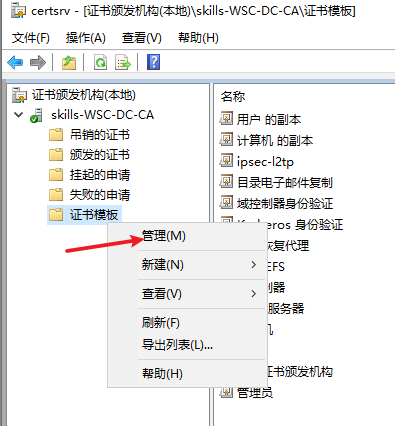 certsrv - [证书颁发机构(本地)\skills-WSC-DC-CA\证书模板]
文件(F) 操作(A) 查看(V) 帮助(H)
证书颁发机构(本地)
skills-WSC-DC-CA
吊销的证书
颁发的证书
挂起的申请
失败的申请
证书模板
名称
用户 的副本
计算机 的副本
ipsec-l2tp
目录电子邮件复制
域控制器身份验证
Kerberos 身份验证
恢复代理
EFS
制器
服务器
机
证书颁发机构
管理员
管理(M)
新建(N)
查看(V)
刷新(F)
导出列表(L)...
帮助(H)